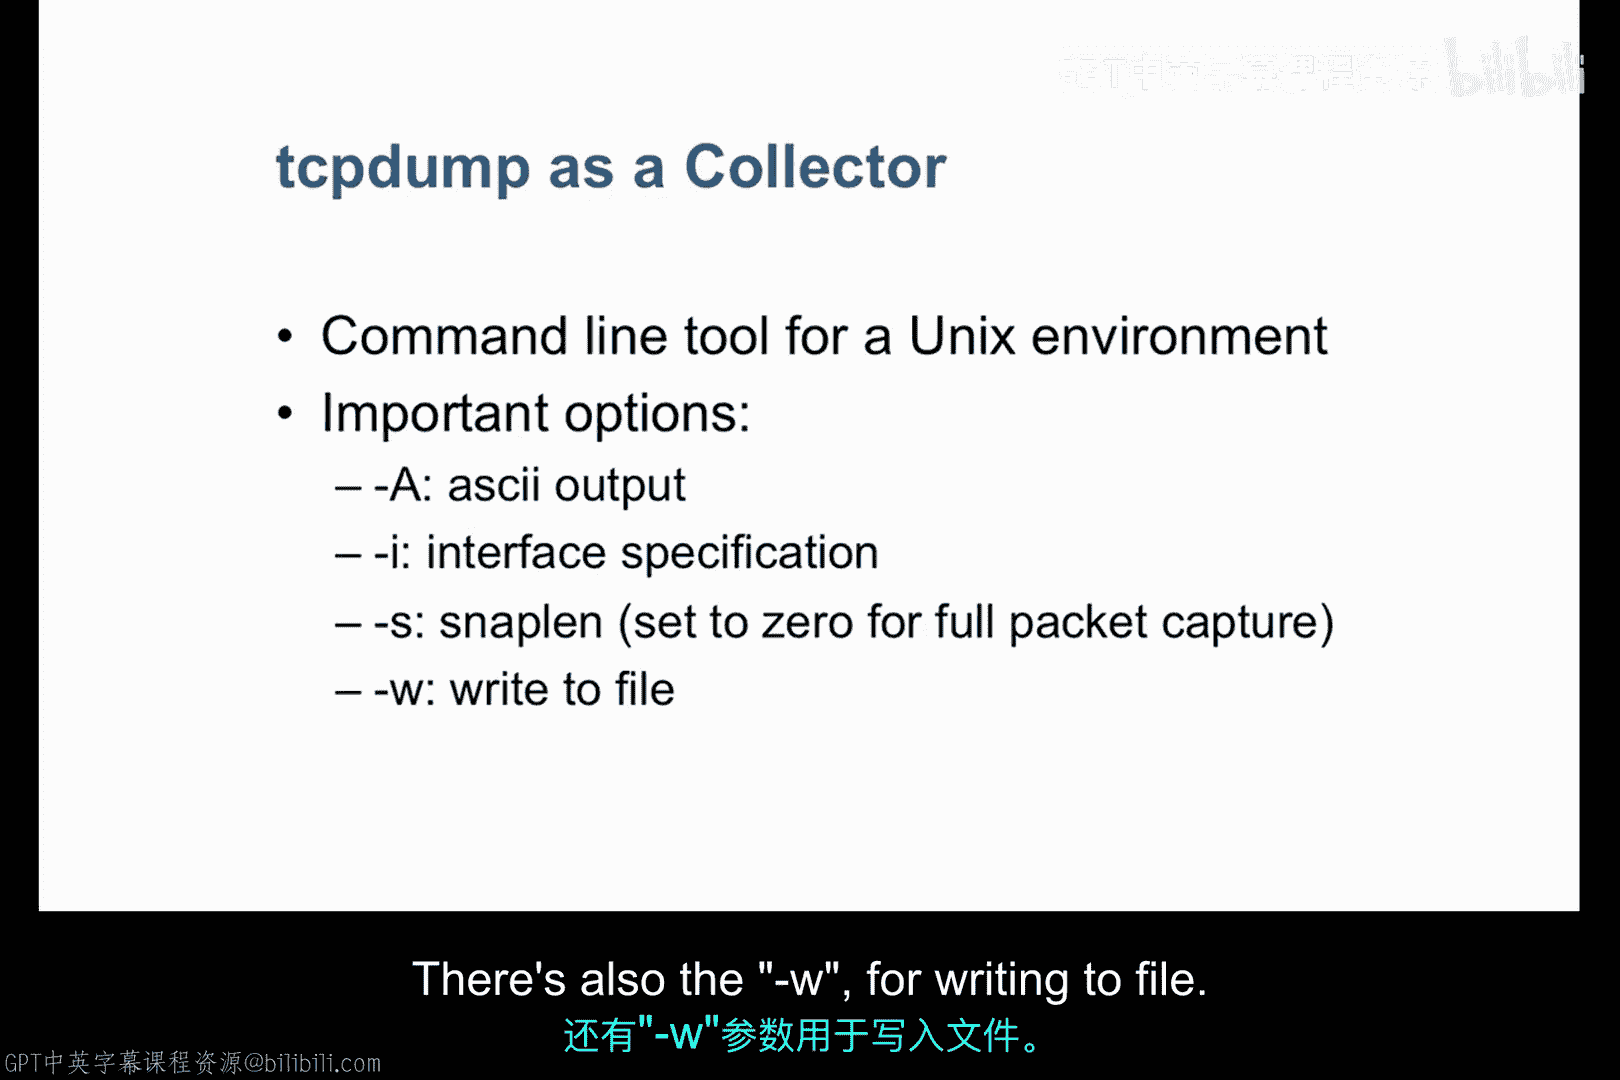 bilibili
tcpdump as a Collector
• Command line tool for a Unix environment
• Important options:
– -A: ascii output
– -i: interface specification
– -s: snaplen (set to zero for full packet capture)
– -w: write to file
There's also the "-w", for writing to file.
还有"-w"参数用于写入文件。
GPT中英字幕课程资源@bilibili.com